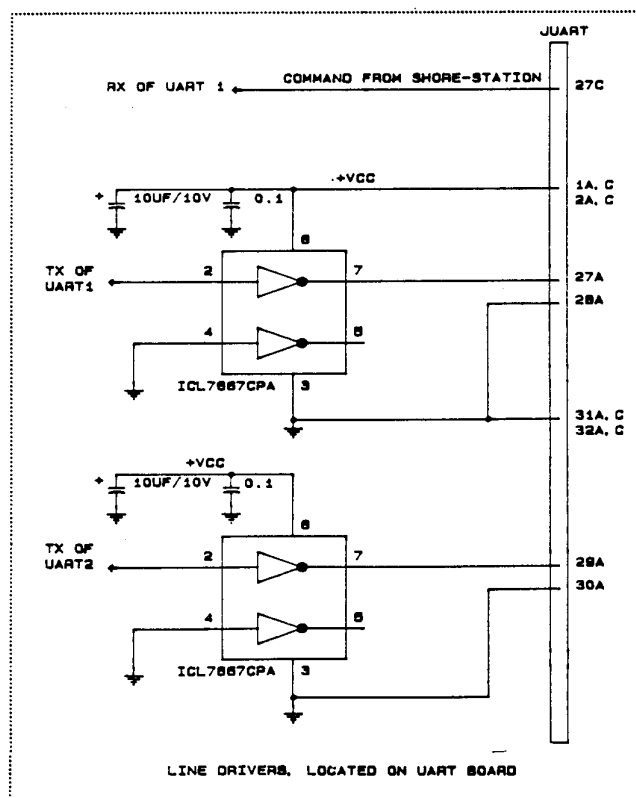 JUART
COMMAND FROM SHORE-STATION
RX OF UART 1
27C
+VCC
1A, C
2A, C
+ 10UF/10V 0.1
6
TX OF
UART1
2
7
27A
28A
4
5
ICL7667CPA
3
31A, C
32A, C
+VCC
+ 10UF/10V 0.1
6
TX OF
UART2
2
7
29A
30A
4
5
ICL7667CPA
3
LINE DRIVERS, LOCATED ON UART BOARD